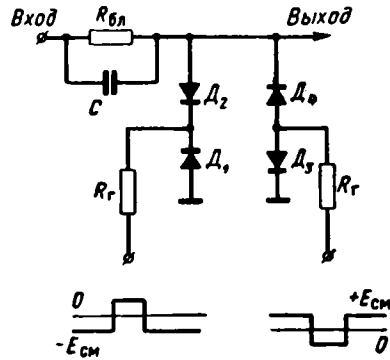 Вход Rбл Выход
C
Д2 Д4
Д1 Д3
Rг Rг
0 +Eсм
-Eсм 0